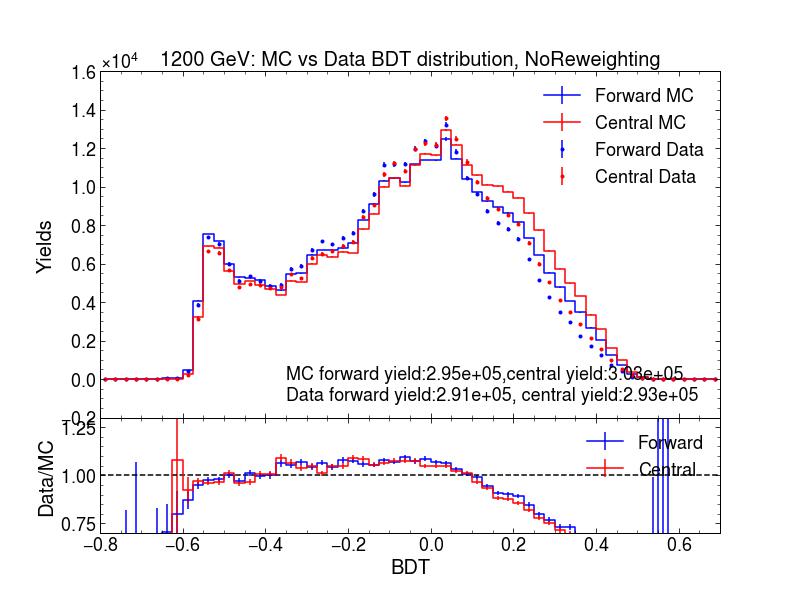 ×10⁴ 1200 GeV: MC vs Data BDT distribution, NoReweighting
1.6
1.4
1.2
1.0
0.8
0.6
0.4
0.2
0.0
0.2
Yields
Forward MC
Central MC
Forward Data
Central Data
MC forward yield:2.95e+05,central yield:3.03e+05
Data forward yield:2.91e+05, central yield:2.93e+05
1.25
1.00
0.75
Data/MC
Forward
Central
−0.8 −0.6 −0.4 −0.2 0.0 0.2 0.4 0.6
BDT